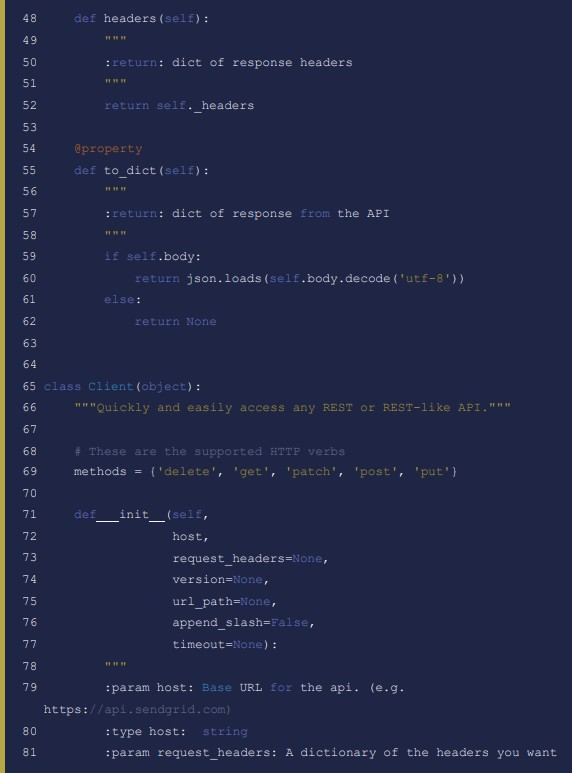 48     def headers(self):
49         """
50         :return: dict of response headers
51         """
52         return self._headers
53
54     @property
55     def to_dict(self):
56         """
57         :return: dict of response from the API
58         """
59         if self.body:
60             return json.loads(self.body.decode('utf-8'))
61         else:
62             return None
63
64
65 class Client(object):
66     """Quickly and easily access any REST or REST-like API."""
67
68     # These are the supported HTTP verbs
69     methods = {'delete', 'get', 'patch', 'post', 'put'}
70
71     def__init__(self,
72                  host,
73                  request_headers=None,
74                  version=None,
75                  url_path=None,
76                  append_slash=False,
77                  timeout=None):
78         """
79         :param host: Base URL for the api. (e.g.
https://api.sendgrid.com)
80         :type host:  string
81         :param request_headers: A dictionary of the headers you want